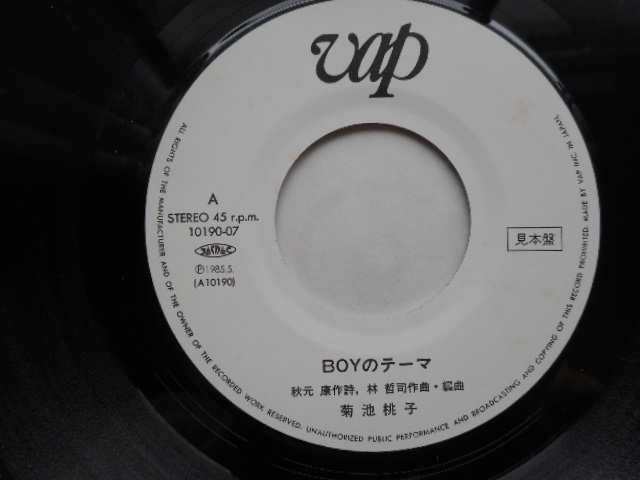 vap
A
STEREO 45 r.p.m.
10190-07
Ⓟ1985.5.
(A10190)
見本盤
BOYのテーマ
秋元 康作詩, 林 哲司作曲・編曲
菊池桃子
ALL RIGHTS OF THE MANUFACTURER AND OF THE OWNER OF THE RECORDED WORK RESERVED. UNAUTHORIZED PUBLIC PERFORMANCE AND BROADCASTING AND COPYING OF THIS RECORD PROHIBITED. MADE BY VAP INC. IN JAPAN.